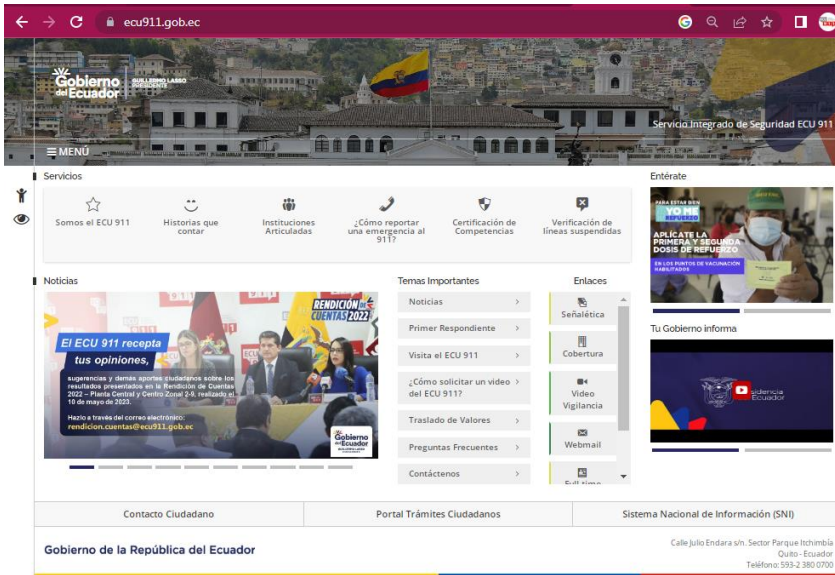 ecu911.gob.ec
Gobierno
del Ecuador
GUILLERMO LASSO
PRESIDENTE
Servicio Integrado de Seguridad ECU 911
MENÚ
Servicios
Somos el ECU 911
Historias que
contar
Instituciones
Articuladas
¿Cómo reportar
una emergencia al
911?
Certificación de
Competencias
Verificación de
líneas suspendidas
Entérate
PARA ESTAR BIEN
YO ME
REFUERZO
APLÍCATE LA
PRIMERA Y SEGUNDA
DOSIS DE REFUERZO
EN LOS PUNTOS DE VACUNACIÓN
HABILITADOS
Noticias
RENDICIÓN DE
CUENTAS 2022
El ECU 911 recepta
tus opiniones,
sugerencias y demás aportes ciudadanos sobre los
resultados presentados en la Rendición de Cuentas
2022 – Planta Central y Centro Zonal 2-9, realizado el
10 de mayo de 2023.
Hazlo a través del correo electrónico:
rendicion.cuentas@ecu911.gob.ec
Gobierno
del Ecuador
Temas Importantes
Noticias
Primer Respondiente
Visita el ECU 911
¿Cómo solicitar un video
del ECU 911?
Traslado de Valores
Preguntas Frecuentes
Contáctenos
Enlaces
Señalética
Cobertura
Video
Vigilancia
Webmail
Full time
Tu Gobierno informa
sidencia
Ecuador
Contacto Ciudadano
Portal Trámites Ciudadanos
Sistema Nacional de Información (SNI)
Gobierno de la República del Ecuador
Calle Julio Endara s/n. Sector Parque Itchimbía
Quito - Ecuador
Teléfono: 593-2 380 0700